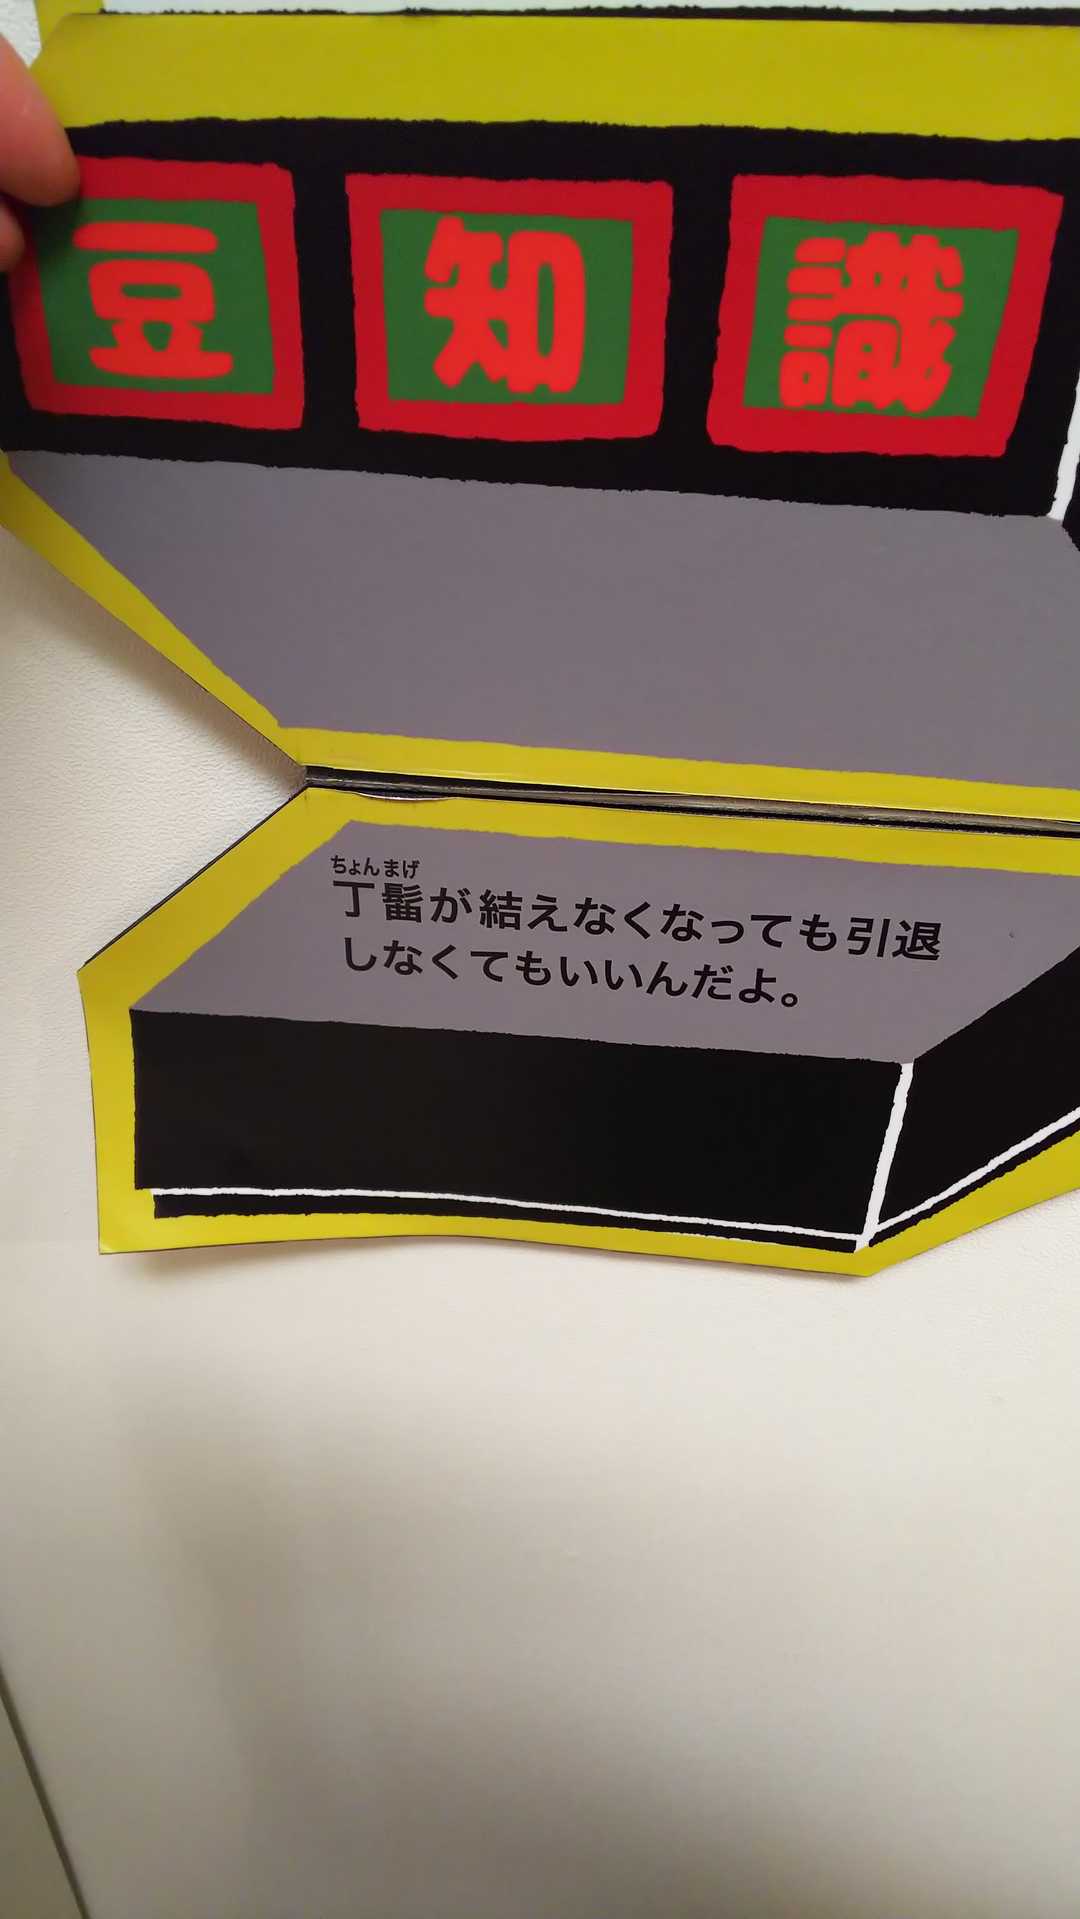 豆知識
ちょんまげ
丁髷が結えなくなっても引退
しなくてもいいんだよ。